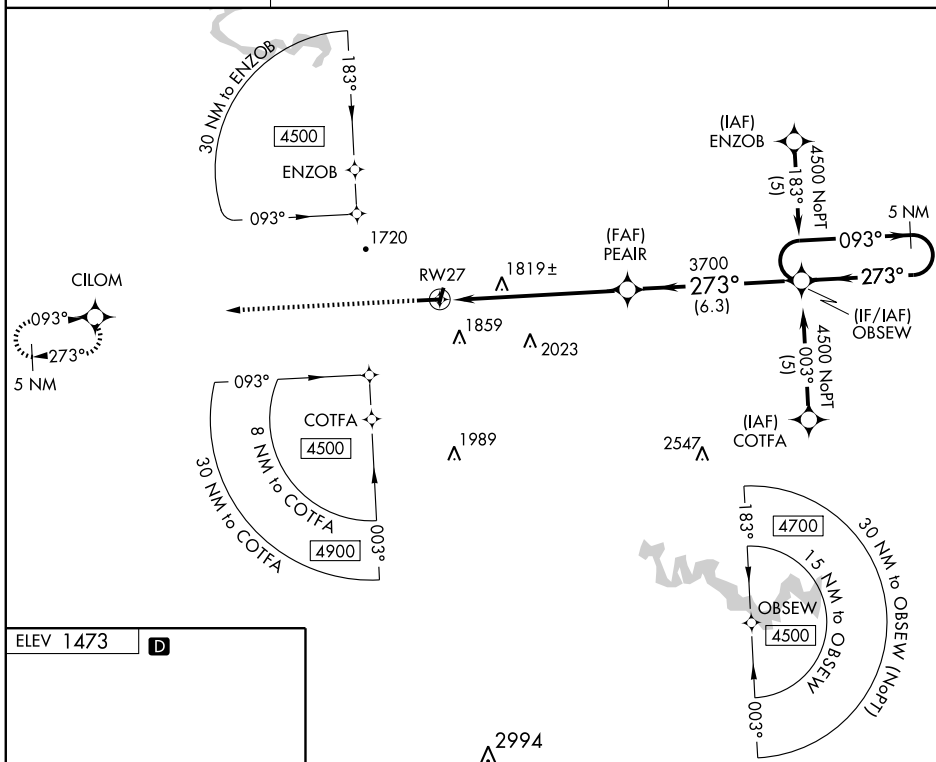 30 NM to ENZOB
183°
4500
ENZOB
093°
1720
(IAF)
ENZOB
4500 NoPT
183°
(5)
5 NM
093°
273°
(FAF)
PEAIR
3700
273°
(6.3)
(IF/IAF)
OBSEW
RW27
1819±
1859
2023
CILOM
093°
273°
5 NM
4500 NoPT
003°
(5)
(IAF)
COTFA
093°
COTFA
4500
8 NM to COTFA
30 NM to COTFA
4900
003°
1989
2547
183°
4700
30 NM to OBSEW (NoPT)
15 NM to OBSEW
OBSEW
4500
003°
ELEV 1473
D
2994